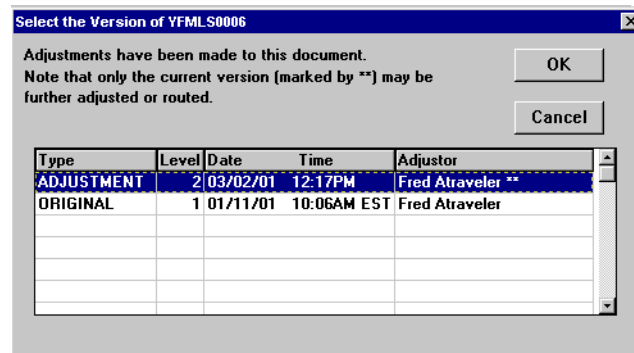 Select the Version of YFMLS0006
Adjustments have been made to this document.
Note that only the current version (marked by **) may be
further adjusted or routed.
OK
Cancel
Type Level Date Time Adjustor
ADJUSTMENT 2 03/02/01 12:17PM Fred Atraveler **
ORIGINAL 1 01/11/01 10:06AM EST Fred Atraveler